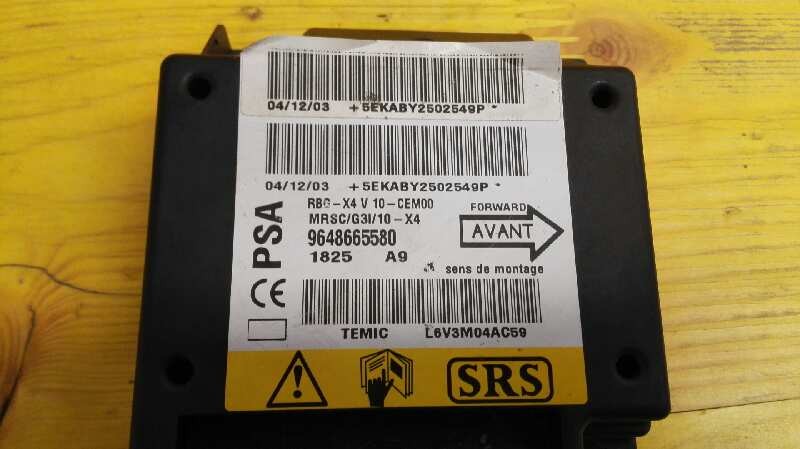 04/12/03 +5EKABY2502549P*
04/12/03 +5EKABY2502549P*
PSA
RBG-X4 V 10-CEM00
MRSC/G3I/10-X4
9648665580
1825 A9
FORWARD
AVANT
sens de montage
CE
TEMIC L6V3M04AC59
SRS